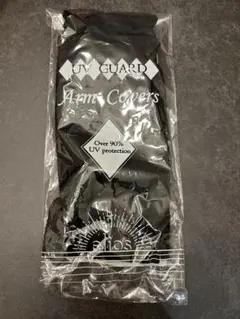 UV GUARD
Arm Covers
Over 90%
UV protection